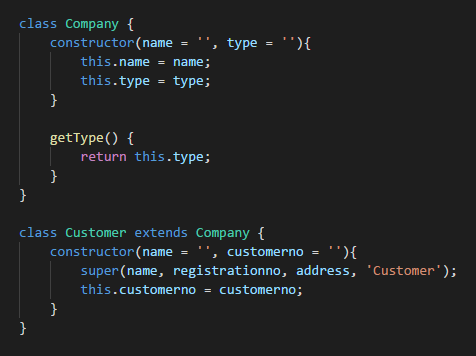 class Company {
    constructor(name = '', type = ''){
        this.name = name;
        this.type = type;
    }

    getType() {
        return this.type;
    }
}

class Customer extends Company {
    constructor(name = '', customerno = ''){
        super(name, registrationno, address, 'Customer');
        this.customerno = customerno;
    }
}